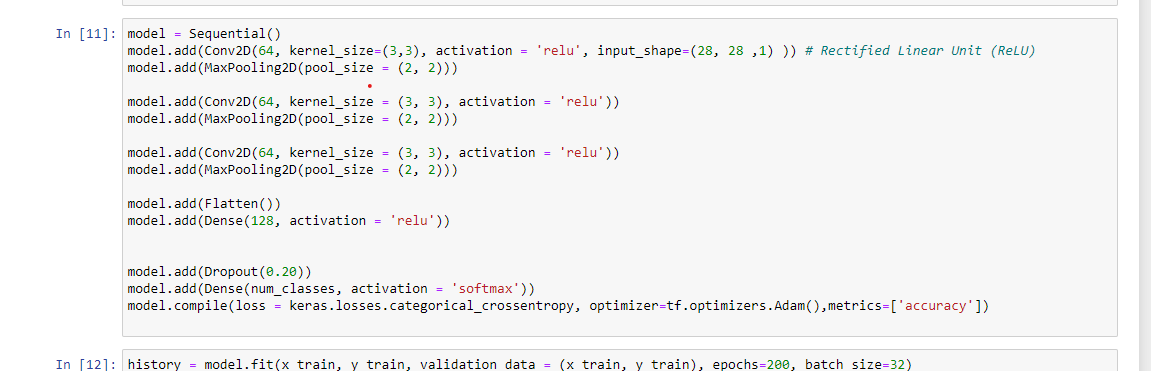 In [11]: model = Sequential()
model.add(Conv2D(64, kernel_size=(3,3), activation = 'relu', input_shape=(28, 28 ,1) )) # Rectified Linear Unit (ReLU)
model.add(MaxPooling2D(pool_size = (2, 2)))
model.add(Conv2D(64, kernel_size = (3, 3), activation = 'relu'))
model.add(MaxPooling2D(pool_size = (2, 2)))
model.add(Conv2D(64, kernel_size = (3, 3), activation = 'relu'))
model.add(MaxPooling2D(pool_size = (2, 2)))
model.add(Flatten())
model.add(Dense(128, activation = 'relu'))
model.add(Dropout(0.20))
model.add(Dense(num_classes, activation = 'softmax'))
model.compile(loss = keras.losses.categorical_crossentropy, optimizer=tf.optimizers.Adam(),metrics=['accuracy'])
In [12]: history = model.fit(x_train, y_train, validation_data = (x_train, y_train), epochs=200, batch_size=32)